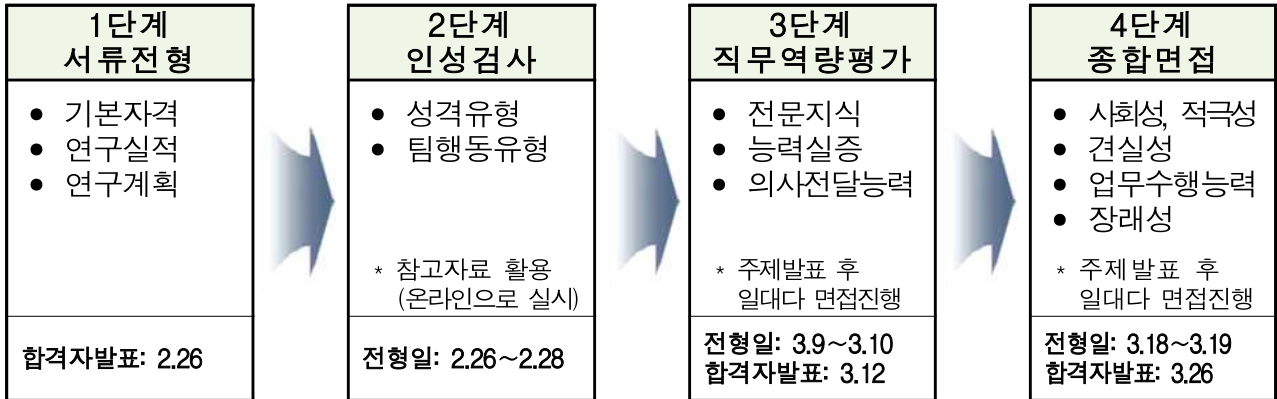 1단계
서류전형
● 기본자격
● 연구실적
● 연구계획
합격자발표: 2.26
2단계
인성검사
● 성격유형
● 팀행동유형
* 참고자료 활용
(온라인으로 실시)
전형일: 2.26~2.28
3단계
직무역량평가
● 전문지식
● 능력실증
● 의사전달능력
* 주제발표 후
일대다 면접진행
전형일: 3.9~3.10
합격자발표: 3.12
4단계
종합면접
● 사회성, 적극성
● 견실성
● 업무수행능력
● 장래성
* 주제발표 후
일대다 면접진행
전형일: 3.18~3.19
합격자발표: 3.26